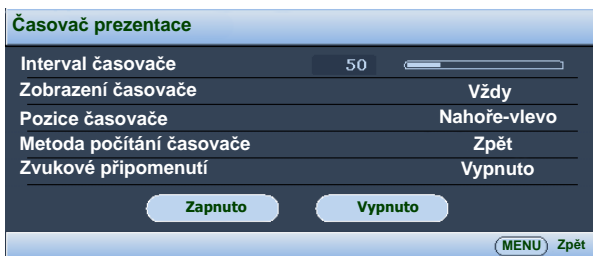 Časovač prezentace
Interval časovače 50
Zobrazení časovače Vždy
Pozice časovače Nahoře-vlevo
Metoda počítání časovače Zpět
Zvukové připomenutí Vypnuto
Zapnuto Vypnuto
MENU Zpět